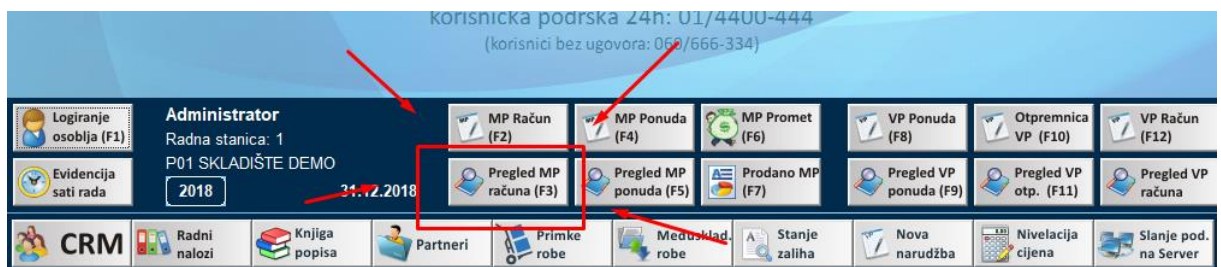 korisnička podrška 24h: 01/4400-444
(korisnici bez ugovora: 060/666-334)
Logiranje
osoblja (F1)
Administrator
Radna stanica: 1
P01 SKLADIŠTE DEMO
2018
31.12.2018
Evidencija
sati rada
MP Račun
(F2)
MP Ponuda
(F4)
MP Promet
(F6)
VP Ponuda
(F8)
Otpremnica
VP (F10)
VP Račun
(F12)
Pregled MP
računa (F3)
Pregled MP
ponuda (F5)
Prodano MP
(F7)
Pregled VP
ponuda (F9)
Pregled VP
otp. (F11)
Pregled VP
računa
CRM
Radni
nalozi
Knjiga
popisa
Partneri
Primke
robe
Međusklad.
robe
Stanje
zaliha
Nova
narudžba
Nivelacija
cijena
Slanje pod.
na Server